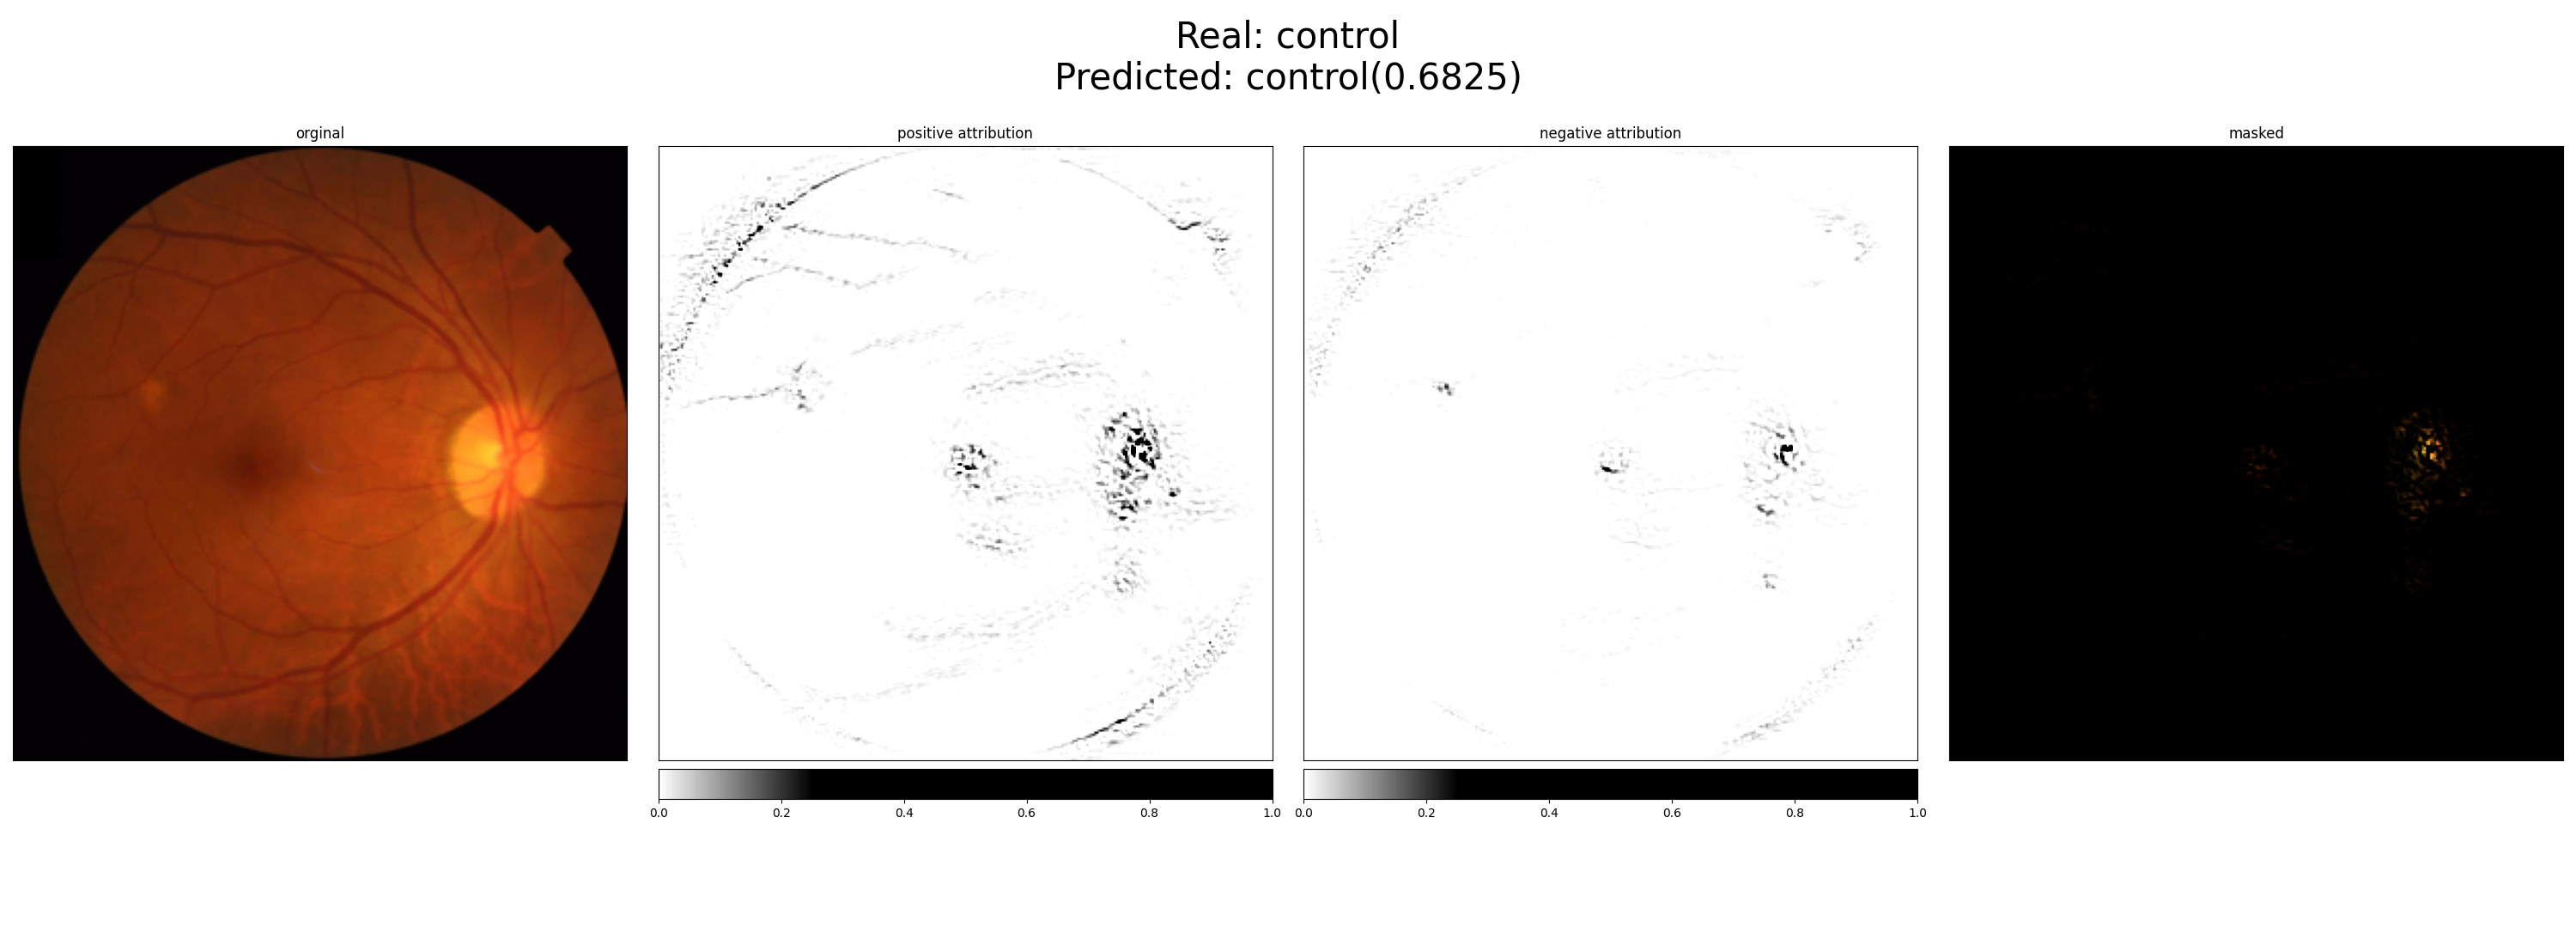 Real: control
Predicted: control(0.6825)
orginal
positive attribution
negative attribution
masked
0.0 0.2 0.4 0.6 0.8 1.0
0.0 0.2 0.4 0.6 0.8 1.0